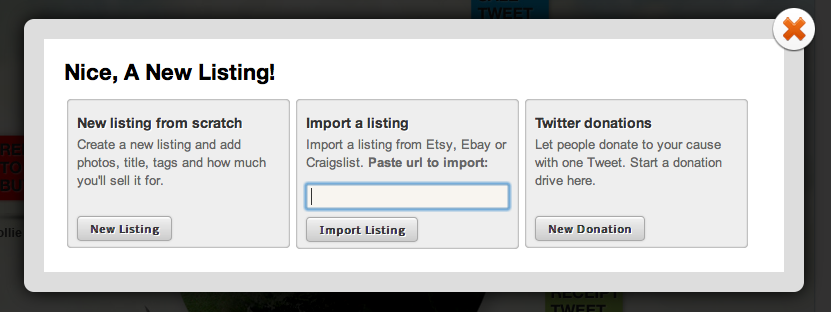 SALE
TWEET
Nice, A New Listing!
New listing from scratch
Create a new listing and add
photos, title, tags and how much
you'll sell it for.
New Listing
Import a listing
Import a listing from Etsy, Ebay or
Craigslist. Paste url to import:
Import Listing
Twitter donations
Let people donate to your cause
with one Tweet. Start a donation
drive here.
New Donation
TO
RECEIPT
TWEET